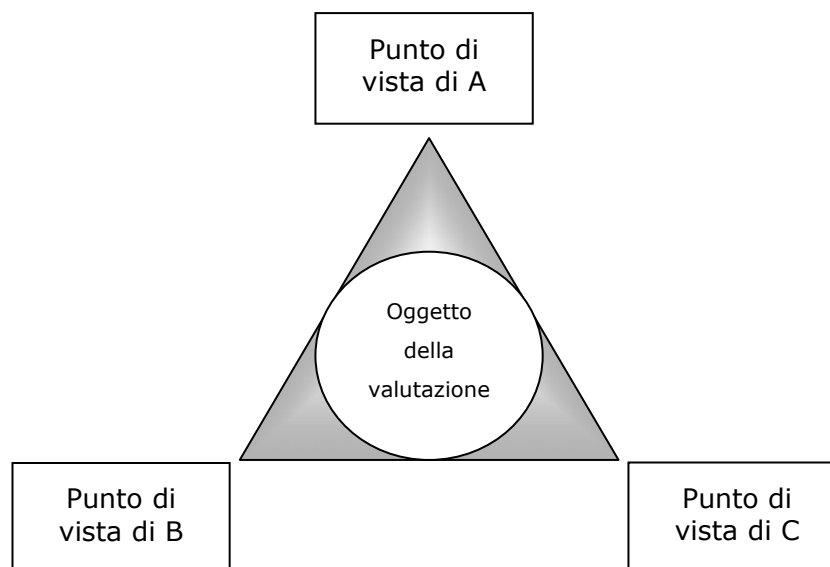 Punto di
vista di A
Oggetto
della
valutazione
Punto di
vista di B
Punto di
vista di C